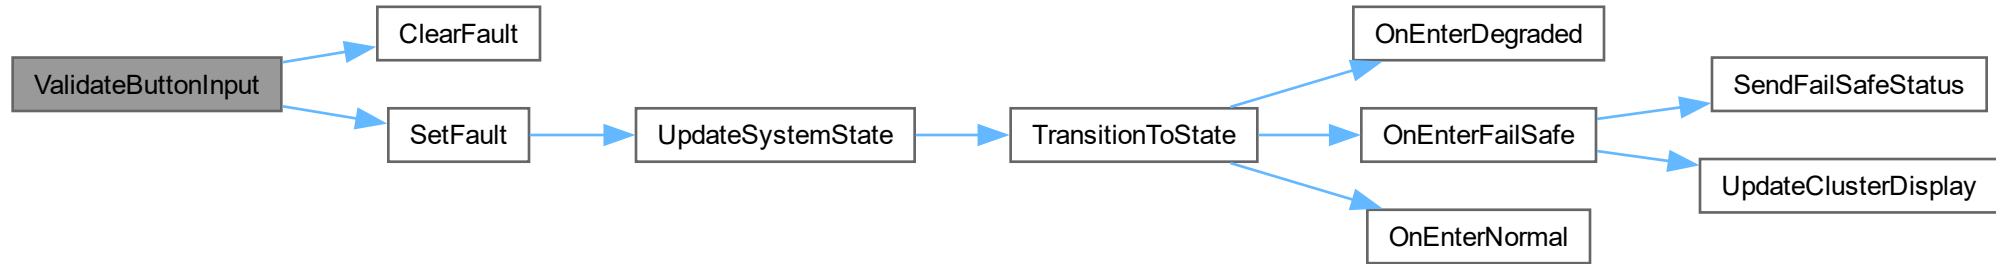 ValidateButtonInput
ClearFault
SetFault
UpdateSystemState
TransitionToState
OnEnterDegraded
OnEnterFailSafe
OnEnterNormal
SendFailSafeStatus
UpdateClusterDisplay